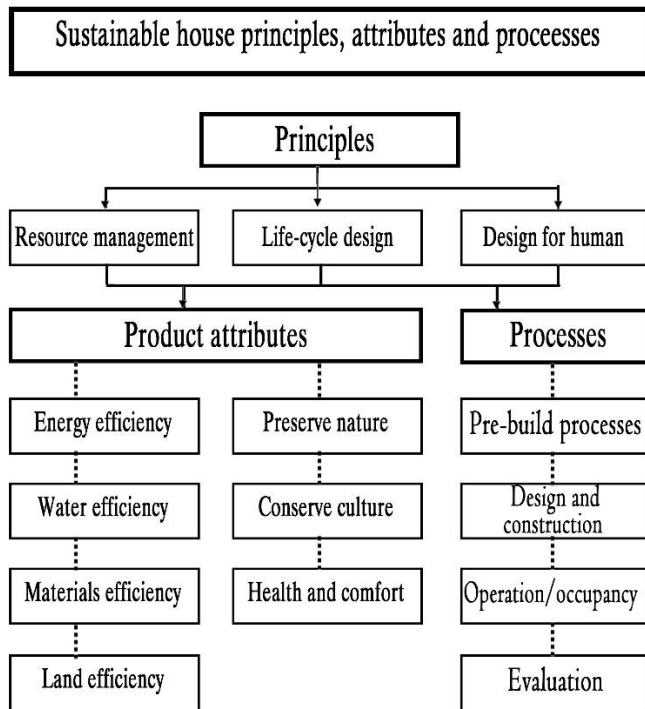 Sustainable house principles, attributes and proceesses
Principles
Resource management
Life-cycle design
Design for human
Product attributes
Processes
Energy efficiency
Preserve nature
Pre-build processes
Water efficiency
Conserve culture
Design and
construction
Materials efficiency
Health and comfort
Operation/occupancy
Land efficiency
Evaluation